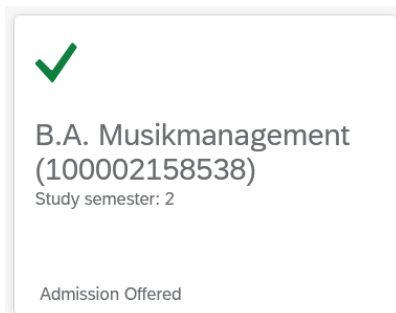 B.A. Musikmanagement
(100002158538)
Study semester: 2
Admission Offered